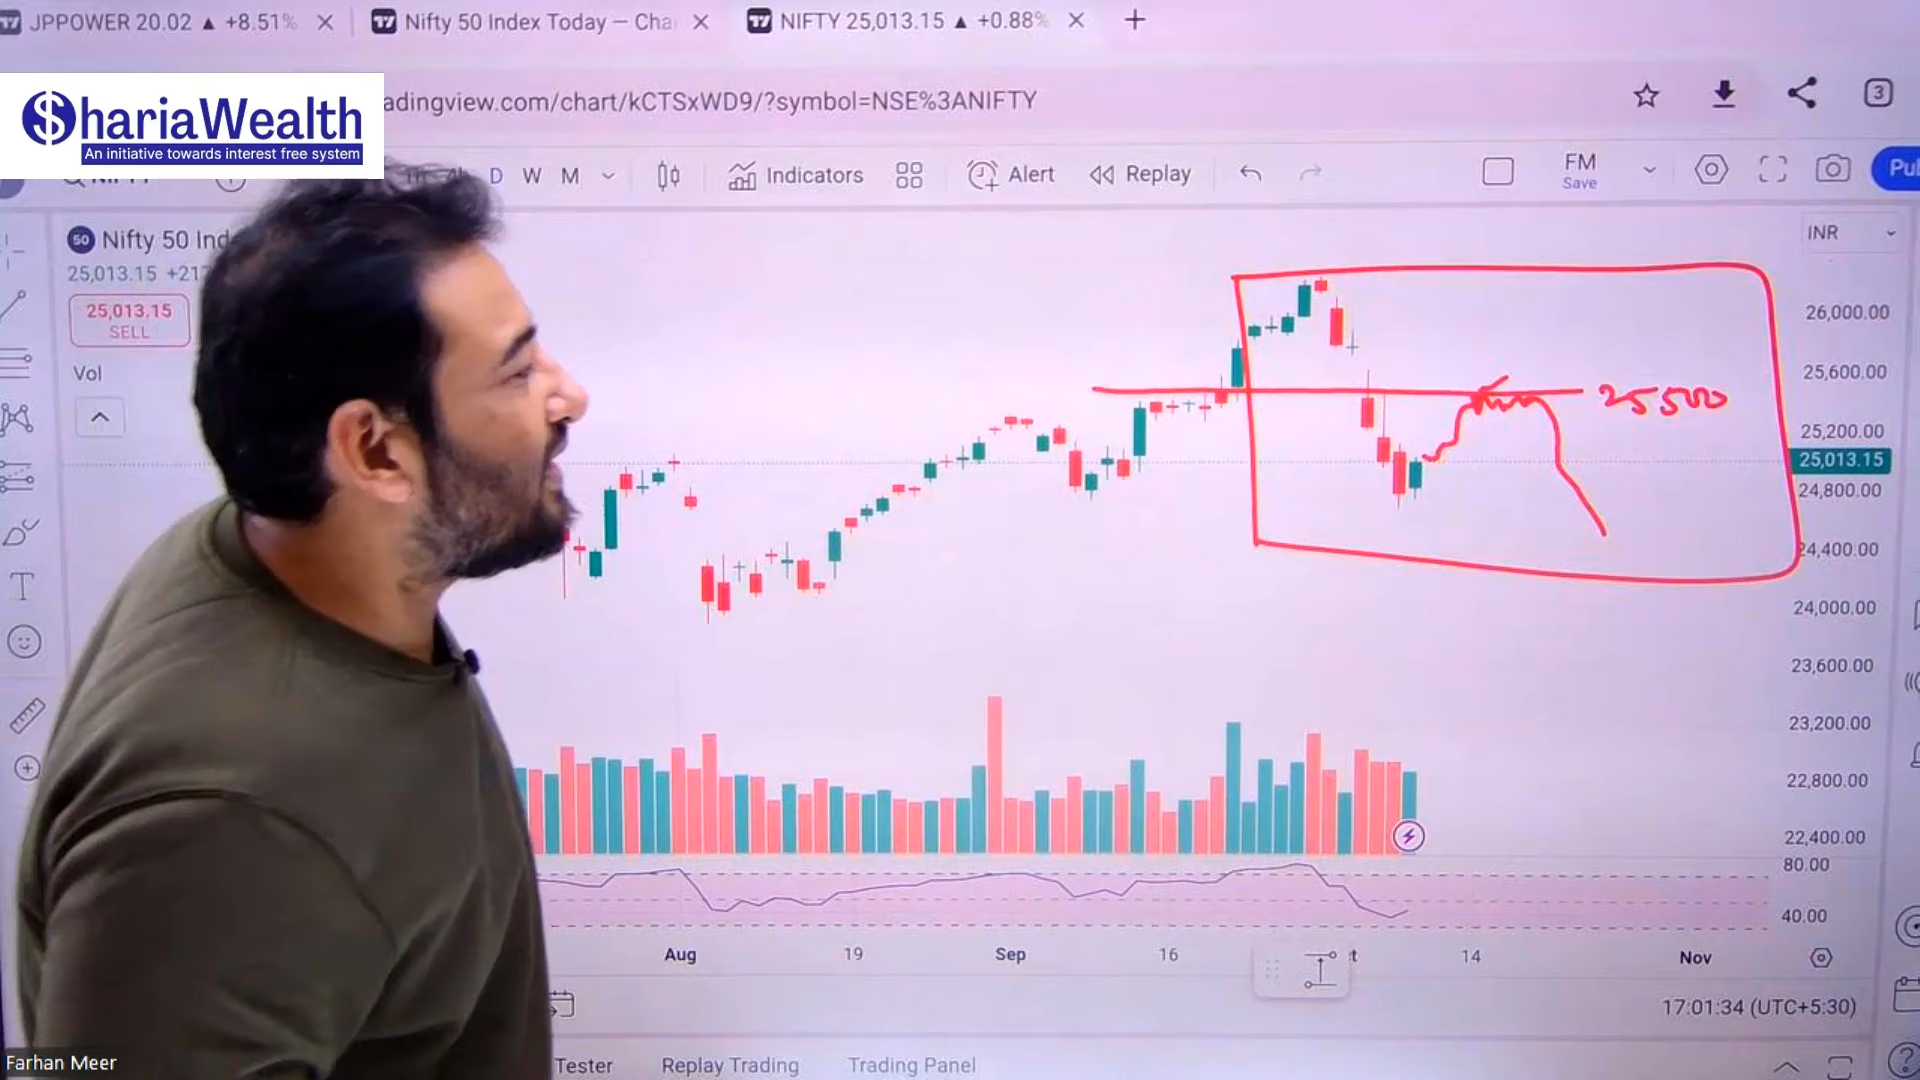 JPPOWER 20.02 ▲ +8.51%
Nifty 50 Index Today — Cha
NIFTY 25,013.15 ▲ +0.88%
$hariaWealth
An initiative towards interest free system
adingview.com/chart/kCTSxWD9/?symbol=NSE%3ANIFTY
3
D W M
Indicators
Alert
Replay
FM
Save
Pul
50 Nifty 50 Ind
25,013.15 +217
25,013.15
SELL
Vol
INR
26,000.00
25,600.00
25500
25,200.00
25,013.15
24,800.00
24,400.00
24,000.00
23,600.00
23,200.00
22,800.00
22,400.00
80.00
40.00
Aug 19 Sep 16 14 Nov
17:01:34 (UTC+5:30)
Tester Replay Trading Trading Panel
Farhan Meer